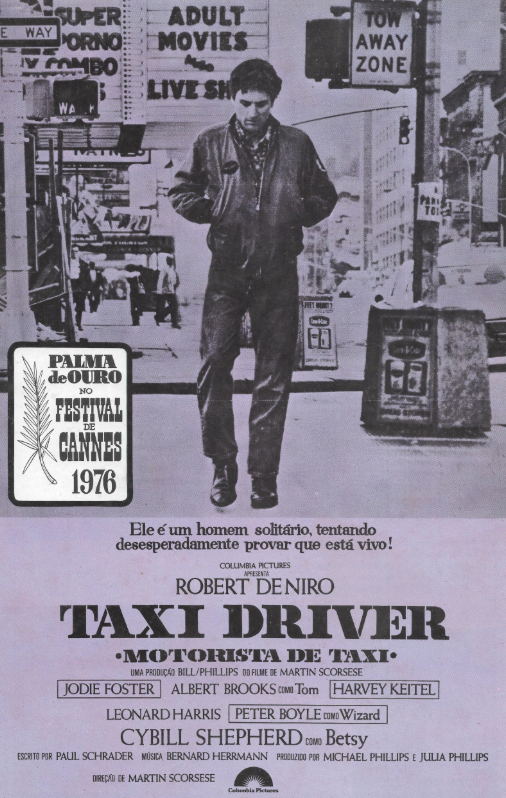 E WAY
SUPER
PORNO
COMBO
ADULT
MOVIES
ALSO
LIVE SH
TOW
AWAY
ZONE
WALK
PALMA
de OURO
NO
FESTIVAL
DE
CANNES
1976
Ele é um homem solitário, tentando
desesperadamente provar que está vivo!
COLUMBIA PICTURES
APRESENTA
ROBERT DE NIRO
TAXI DRIVER
•MOTORISTA DE TAXI•
UMA PRODUÇÃO BILL/PHILLIPS DO FILME DE MARTIN SCORSESE
JODIE FOSTER ALBERT BROOKS COMO Tom HARVEY KEITEL
LEONARD HARRIS PETER BOYLE COMO Wizard
CYBILL SHEPHERD COMO Betsy
ESCRITO POR PAUL SCHRADER MÚSICA BERNARD HERRMANN PRODUZIDO POR MICHAEL PHILLIPS E JULIA PHILLIPS
DIREÇÃO DE MARTIN SCORSESE
Columbia Pictures